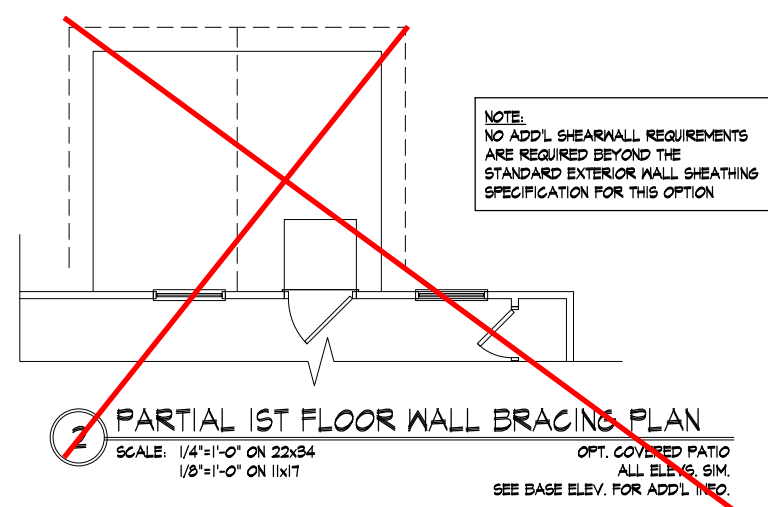 NOTE:
NO ADD'L SHEARWALL REQUIREMENTS
ARE REQUIRED BEYOND THE
STANDARD EXTERIOR WALL SHEATHING
SPECIFICATION FOR THIS OPTION
2
PARTIAL 1ST FLOOR WALL BRACING PLAN
SCALE: 1/4"=1'-0" ON 22x34
1/8"=1'-0" ON 11x17
OPT. COVERED PATIO
ALL ELEVS. SIM.
SEE BASE ELEV. FOR ADD'L INFO.